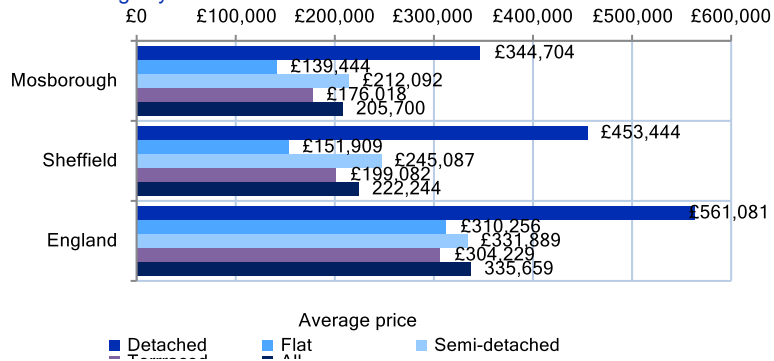 £0 £100,000 £200,000 £300,000 £400,000 £500,000 £600,000
£344,704
£139,444
Mosborough £212,092
£176,018
205,700
£453,444
£151,909
Sheffield £245,087
£199,082
222,244
£561,081
£310,256
England £331,889
£304,229
335,659
Average price
Detached Flat Semi-detached
All